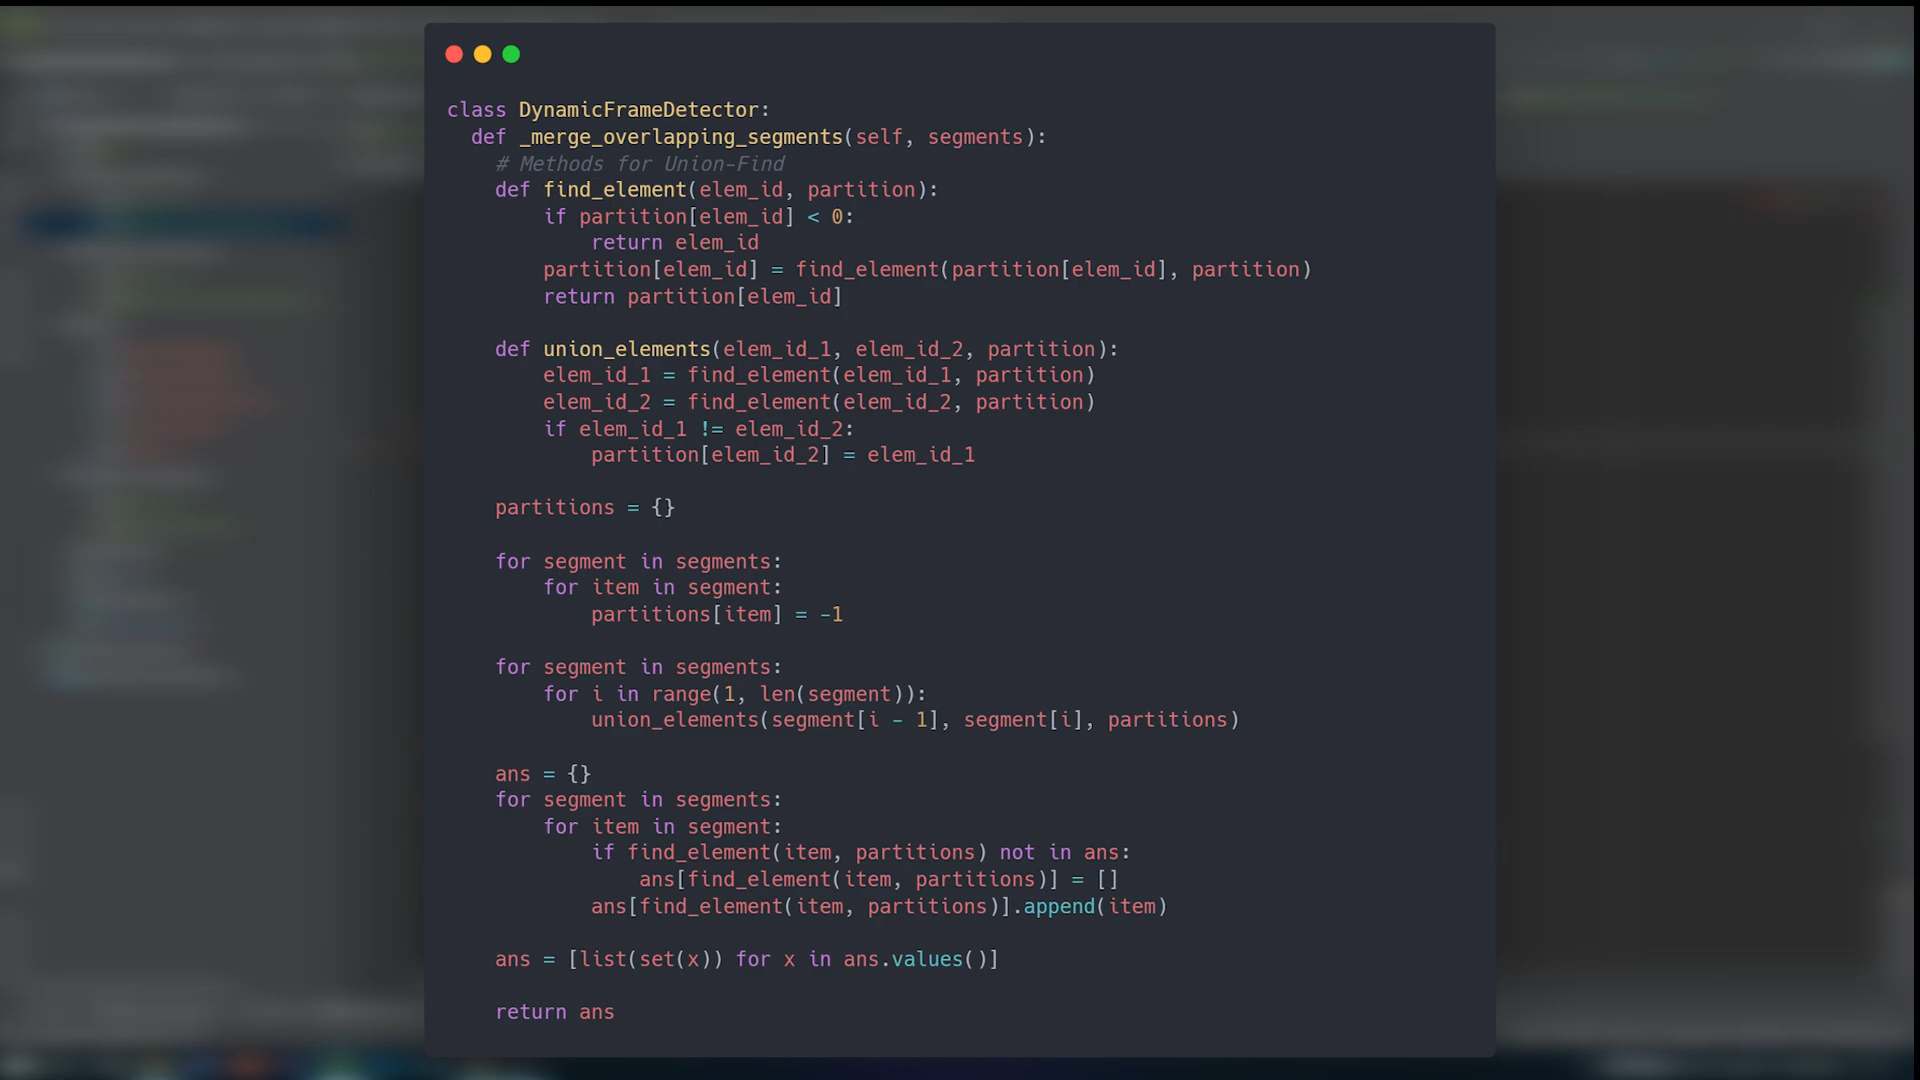 class DynamicFrameDetector:
  def _merge_overlapping_segments(self, segments):
    # Methods for Union-Find
    def find_element(elem_id, partition):
        if partition[elem_id] < 0:
            return elem_id
        partition[elem_id] = find_element(partition[elem_id], partition)
        return partition[elem_id]

    def union_elements(elem_id_1, elem_id_2, partition):
        elem_id_1 = find_element(elem_id_1, partition)
        elem_id_2 = find_element(elem_id_2, partition)
        if elem_id_1 != elem_id_2:
            partition[elem_id_2] = elem_id_1

    partitions = {}

    for segment in segments:
        for item in segment:
            partitions[item] = -1

    for segment in segments:
        for i in range(1, len(segment)):
            union_elements(segment[i - 1], segment[i], partitions)

    ans = {}
    for segment in segments:
        for item in segment:
            if find_element(item, partitions) not in ans:
                ans[find_element(item, partitions)] = []
            ans[find_element(item, partitions)].append(item)

    ans = [list(set(x)) for x in ans.values()]

    return ans